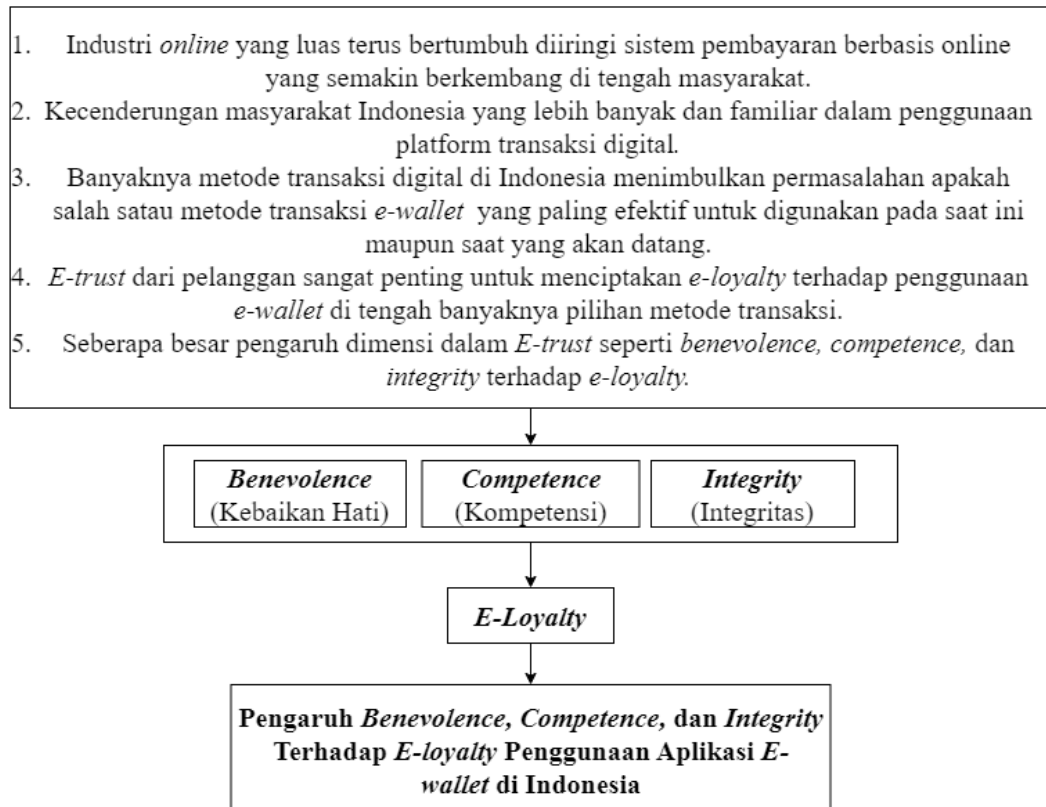 1. Industri online yang luas terus bertumbuh diiringi sistem pembayaran berbasis online
yang semakin berkembang di tengah masyarakat.
2. Kecenderungan masyarakat Indonesia yang lebih banyak dan familiar dalam penggunaan
platform transaksi digital.
3. Banyaknya metode transaksi digital di Indonesia menimbulkan permasalahan apakah
salah satau metode transaksi e-wallet yang paling efektif untuk digunakan pada saat ini
maupun saat yang akan datang.
4. E-trust dari pelanggan sangat penting untuk menciptakan e-loyalty terhadap penggunaan
e-wallet di tengah banyaknya pilihan metode transaksi.
5. Seberapa besar pengaruh dimensi dalam E-trust seperti benevolence, competence, dan
integrity terhadap e-loyalty.
Benevolence
(Kebaikan Hati)
Competence
(Kompetensi)
Integrity
(Integritas)
E-Loyalty
Pengaruh Benevolence, Competence, dan Integrity
Terhadap E-loyalty Penggunaan Aplikasi E-
wallet di Indonesia